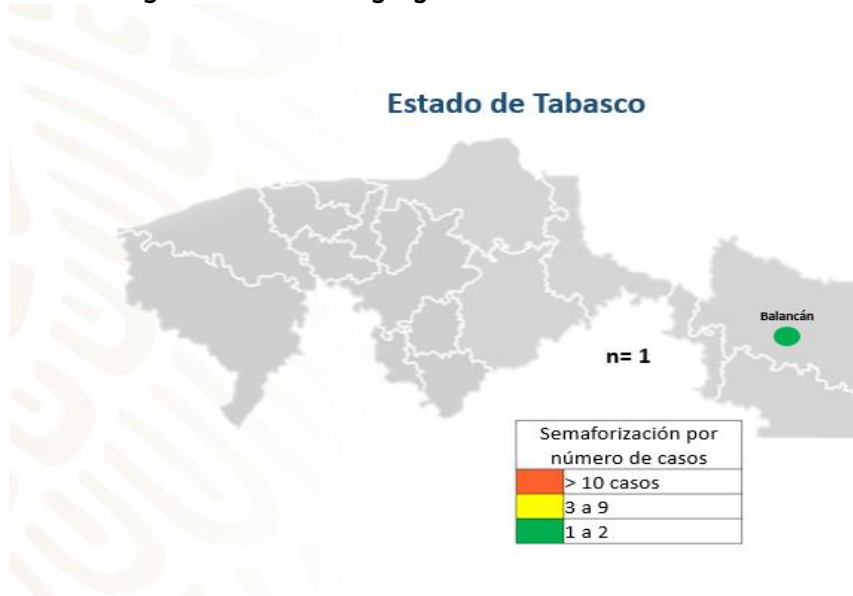 Estado de Tabasco
Balancán
n= 1
Semaforización por
número de casos
> 10 casos
3 a 9
1 a 2